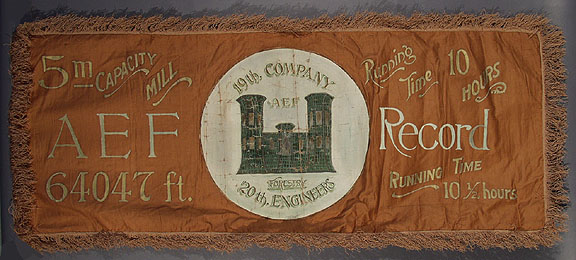 5m CAPACITY
MILL
AEF
64047 ft.
19th. COMPANY
AEF
FORESTRY
20th. ENGINEERS
Running
Time 10
HOURS
Record
RUNNING TIME
10 ½ hours